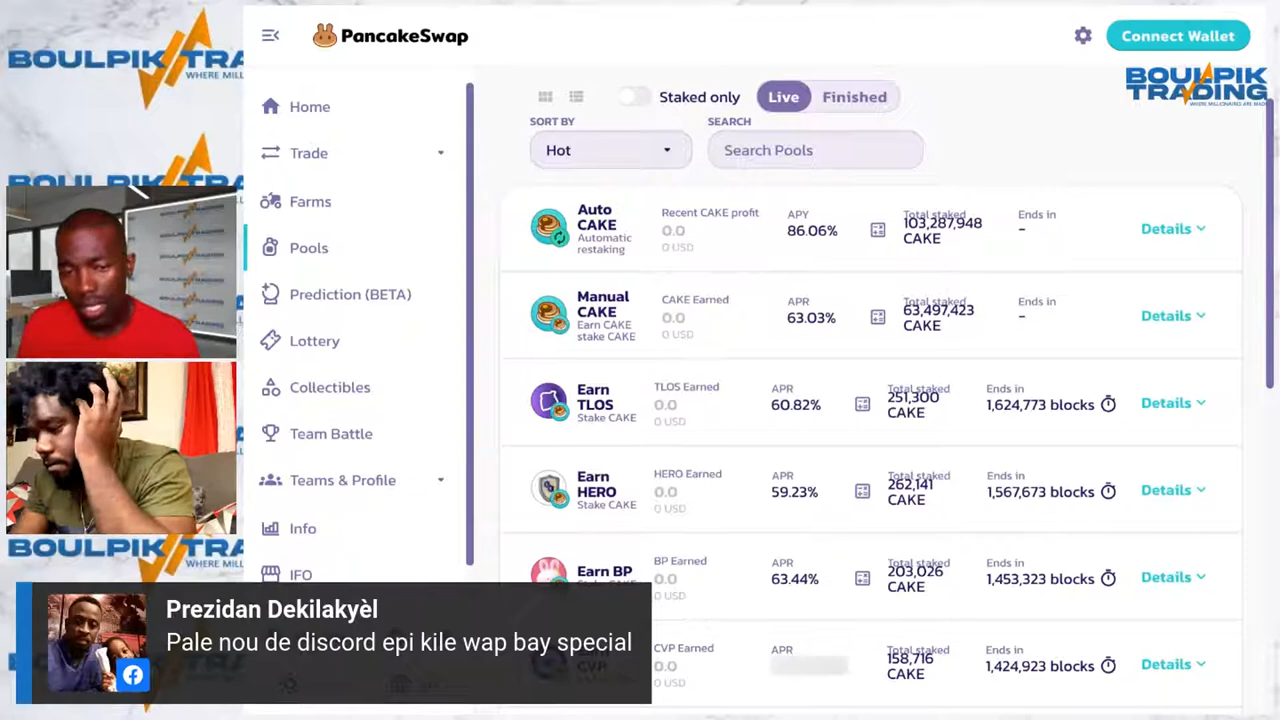 BOULPIK TRA
WHERE MILL
PancakeSwap
Connect Wallet
BOULPIK
TRADING
WHERE MILLIONAIRE ARE MADE
Home
Trade
Farms
Pools
Prediction (BETA)
Lottery
Collectibles
Team Battle
Teams & Profile
Info
IFO
Staked only
Live
Finished
SORT BY
Hot
SEARCH
Search Pools
Auto
CAKE
Automatic
restaking
Recent CAKE profit
0.0
0 USD
APY
86.06%
Total staked
103,287,948
CAKE
Ends in
-
Details
Manual
CAKE
Earn CAKE
stake CAKE
CAKE Earned
0.0
0 USD
APR
63.03%
Total staked
63,497,423
CAKE
Ends in
-
Details
Earn
TLOS
Stake CAKE
TLOS Earned
0.0
0 USD
APR
60.82%
Total staked
251,300
CAKE
Ends in
1,624,773 blocks
Details
Earn
HERO
Stake CAKE
HERO Earned
0.0
0 USD
APR
59.23%
Total staked
262,141
CAKE
Ends in
1,567,673 blocks
Details
Earn BP
Stake CAKE
BP Earned
0.0
0 USD
APR
63.44%
Total staked
203,026
CAKE
Ends in
1,453,323 blocks
Details
Earn
CVP
CVP Earned
0.0
0 USD
APR
Total staked
158,716
CAKE
Ends in
1,424,923 blocks
Details
BOULPIK TRA
WHERE MILL
Prezidan Dekilakyèl
Pale nou de discord epi kile wap bay special